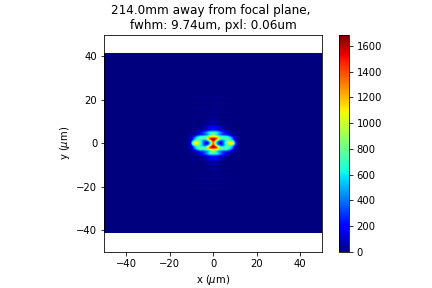 214.0mm away from focal plane,
fwhm: 9.74um, pxl: 0.06um
40
20
0
−20
−40
y (μm)
−40 −20 0 20 40
x (μm)
1600
1400
1200
1000
800
600
400
200
0